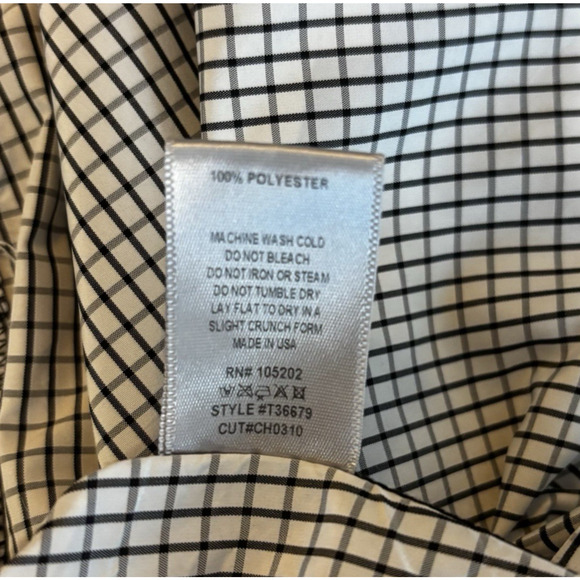 100% POLYESTER
MACHINE WASH COLD
DO NOT BLEACH
DO NOT IRON OR STEAM
DO NOT TUMBLE DRY
LAY FLAT TO DRY IN A
SLIGHT CRUNCH FORM
MADE IN USA
RN# 105202
STYLE #T36679
CUT#CH0310